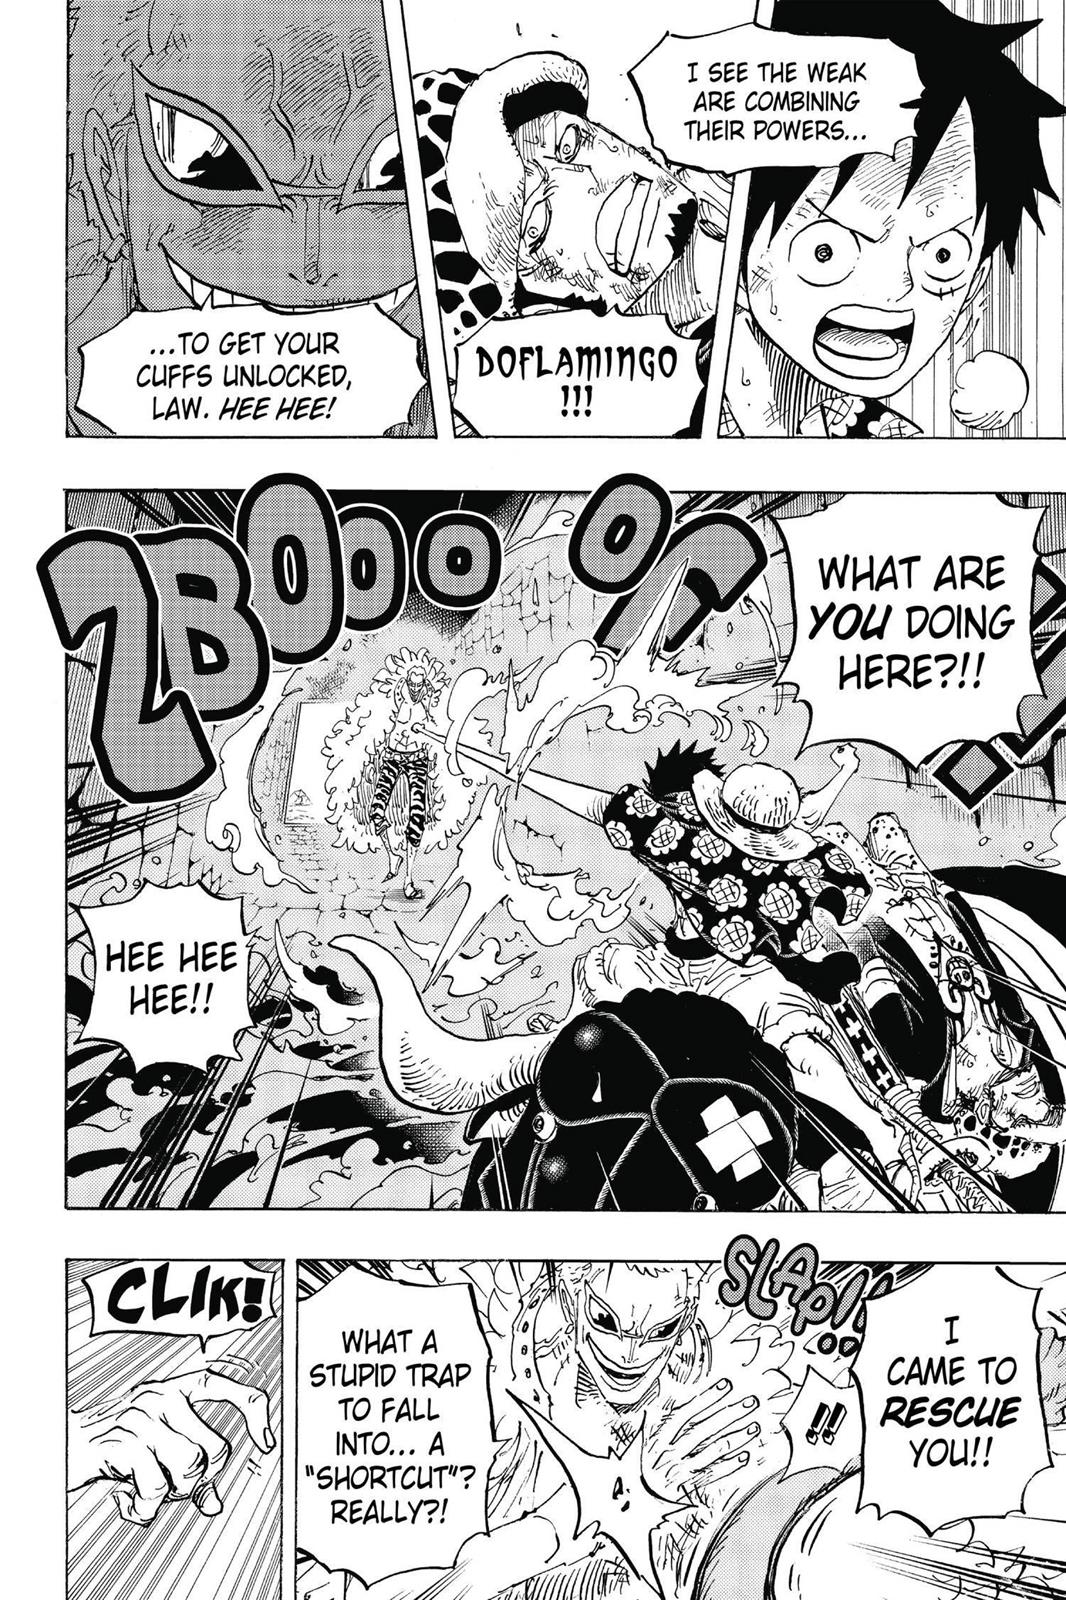 I SEE THE WEAK
ARE COMBINING
THEIR POWERS...
DOFLAMINGO
!!!
...TO GET YOUR
CUFFS UNLOCKED,
LAW. HEE HEE!
WHAT ARE
YOU DOING
HERE?!!
BOOOOO
HEE HEE
HEE!!
I
CAME TO
RESCUE
YOU!!
SLAP!!
!!
WHAT A
STUPID TRAP
TO FALL
INTO... A
"SHORTCUT"?
REALLY?!
CLIK!